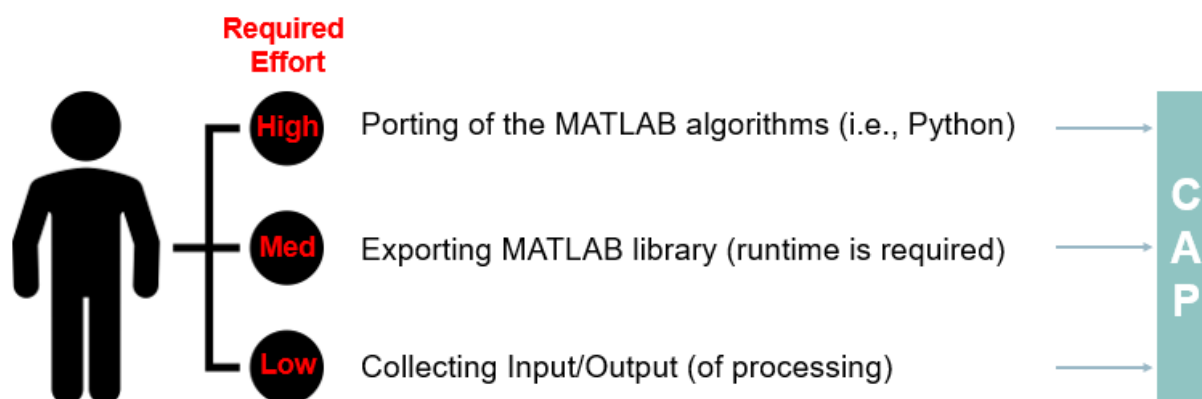 Required
Effort
High Porting of the MATLAB algorithms (i.e., Python)
Med Exporting MATLAB library (runtime is required)
Low Collecting Input/Output (of processing)
C
A
P